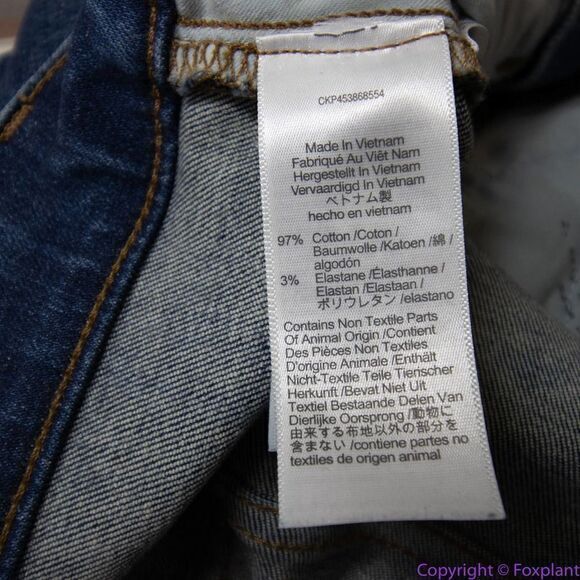 CKP453868554
Made In Vietnam
Fabriqué Au Viêt Nam
Hergestellt In Vietnam
Vervaardigd In Vietnam
ベトナム製
hecho en vietnam
97% Cotton /Coton /
Baumwolle /Katoen /綿 /
algodón
3% Elastane /Élasthanne /
Elastan /Elastaan /
ポリウレタン /elastano
Contains Non Textile Parts
Of Animal Origin /Contient
Des Pièces Non Textiles
D'origine Animale /Enthält
Nicht-Textile Teile Tierischer
Herkunft /Bevat Niet Uit
Textiel Bestaande Delen Van
Dierlijke Oorsprong /動物に
由来する布地以外の部分を
含まない /contiene partes no
textiles de origen animal
Copyright © Foxplant